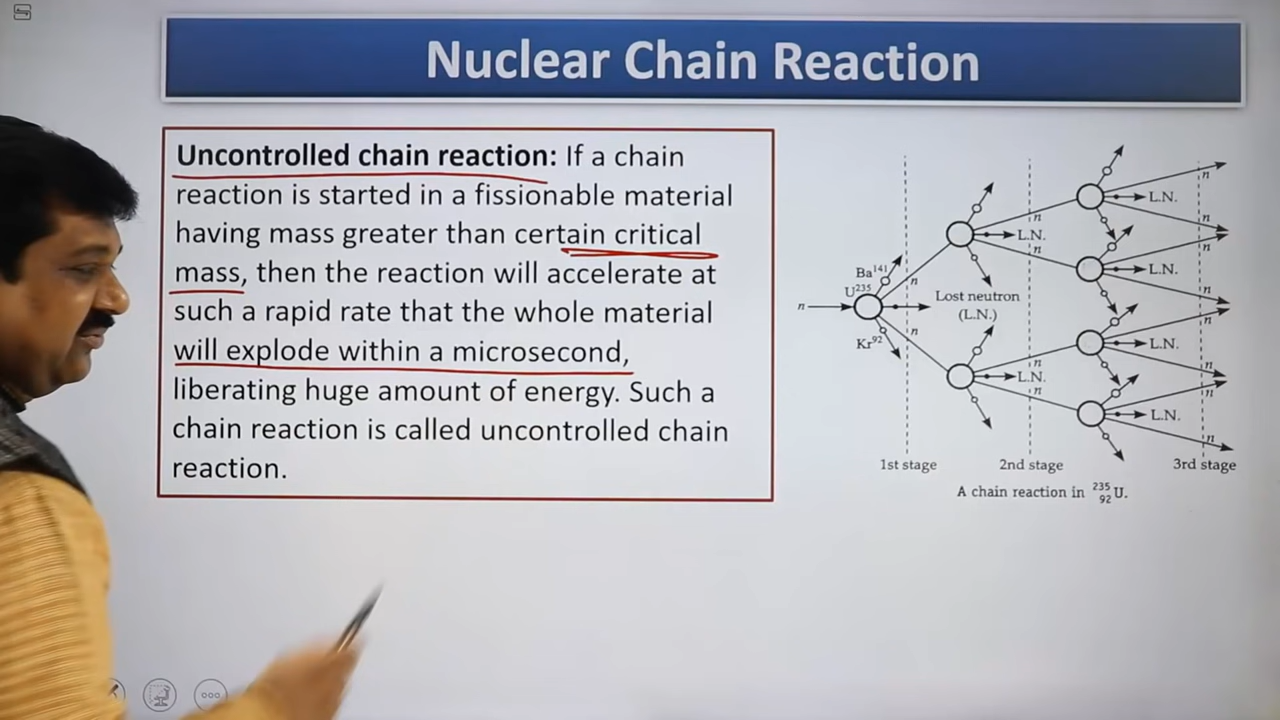 Nuclear Chain Reaction
Uncontrolled chain reaction: If a chain
reaction is started in a fissionable material
having mass greater than certain critical
mass, then the reaction will accelerate at
such a rapid rate that the whole material
will explode within a microsecond,
liberating huge amount of energy. Such a
chain reaction is called uncontrolled chain
reaction.
n
U²³⁵
Ba¹⁴¹
Kr⁹²
n
n
Lost neutron
(L.N.)
n
L.N.
n
n
L.N.
n
n
L.N.
n
n
L.N.
n
n
L.N.
n
n
L.N.
n
1st stage
2nd stage
3rd stage
A chain reaction in ²³⁵₉₂U.